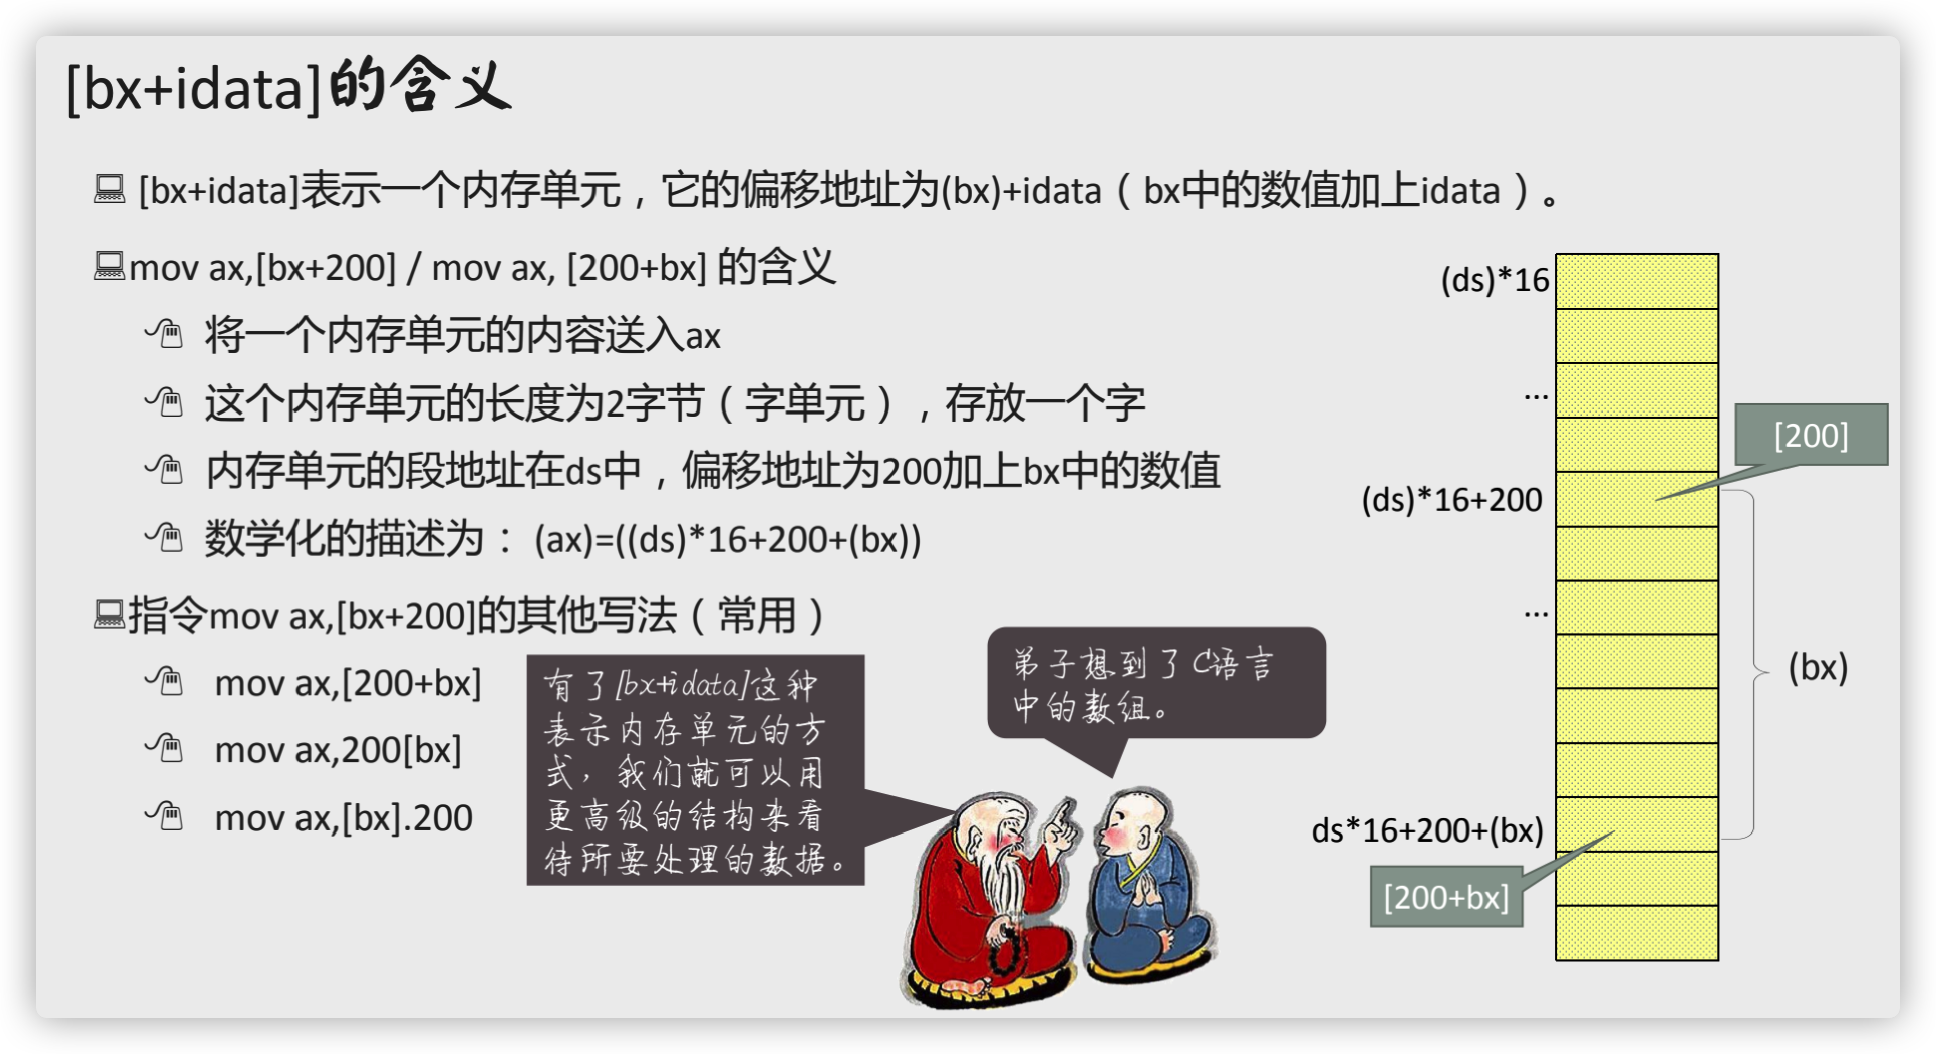 [bx+idata]的含义
[bx+idata]表示一个内存单元，它的偏移地址为(bx)+idata（bx中的数值加上idata）。
mov ax,[bx+200] / mov ax, [200+bx] 的含义
将一个内存单元的内容送入ax
这个内存单元的长度为2字节（字单元），存放一个字
内存单元的段地址在ds中，偏移地址为200加上bx中的数值
数学化的描述为： (ax)=((ds)*16+200+(bx))
指令mov ax,[bx+200]的其他写法（常用）
mov ax,[200+bx]
mov ax,200[bx]
mov ax,[bx].200
有了[bx+idata]这种
表示内存单元的方
式，我们就可以用
更高级的结构来看
待所要处理的数据。
弟子想到了C语言
中的数组。
(ds)*16
...
[200]
(ds)*16+200
...
(bx)
ds*16+200+(bx)
[200+bx]